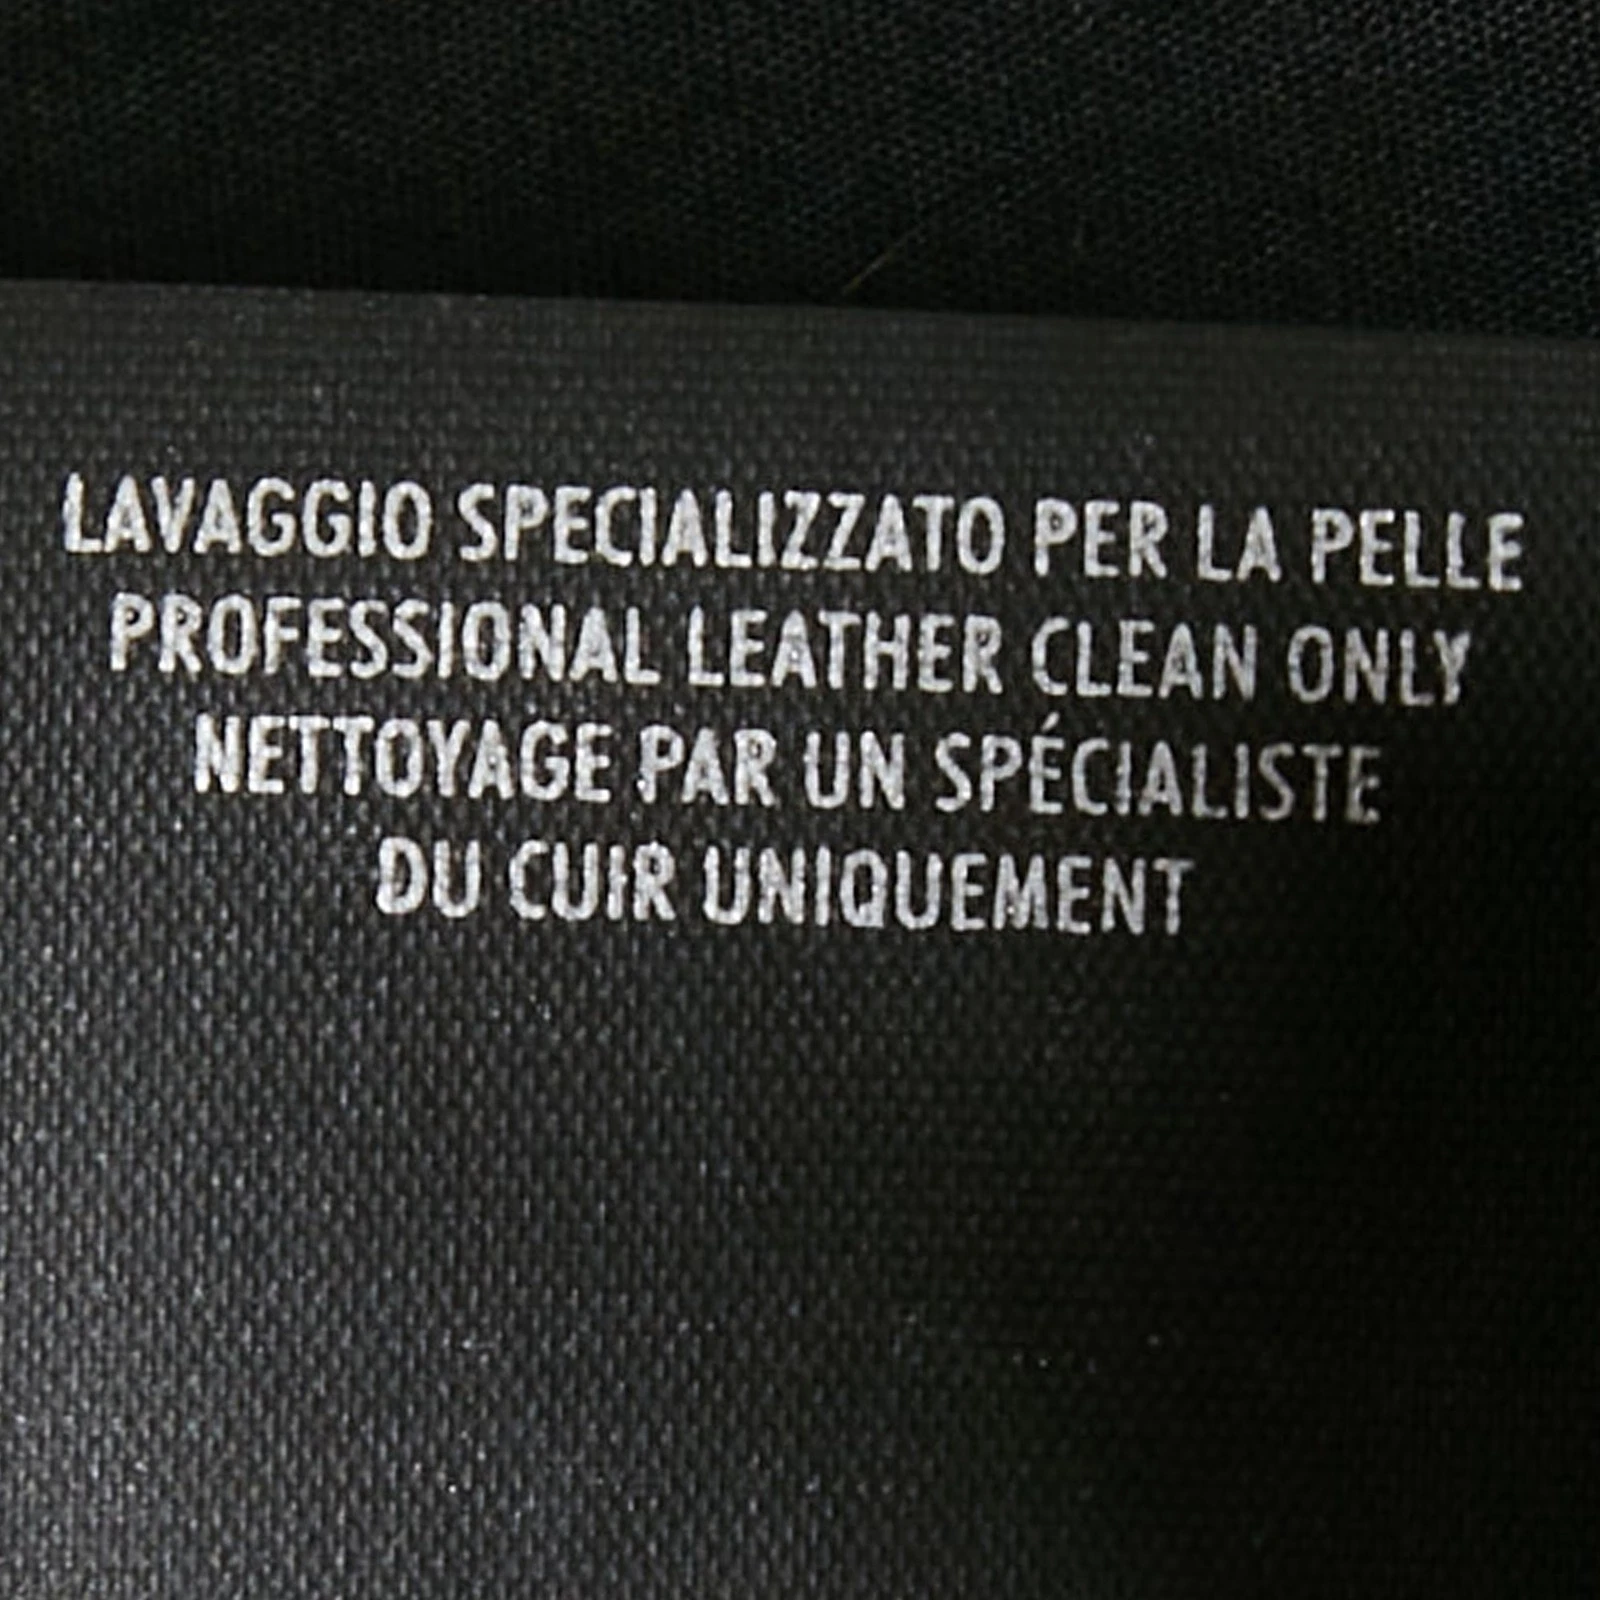 LAVAGGIO SPECIALIZZATO PER LA PELLE
PROFESSIONAL LEATHER CLEAN ONLY
NETTOYAGE PAR UN SPÉCIALISTE
DU CUIR UNIQUEMENT